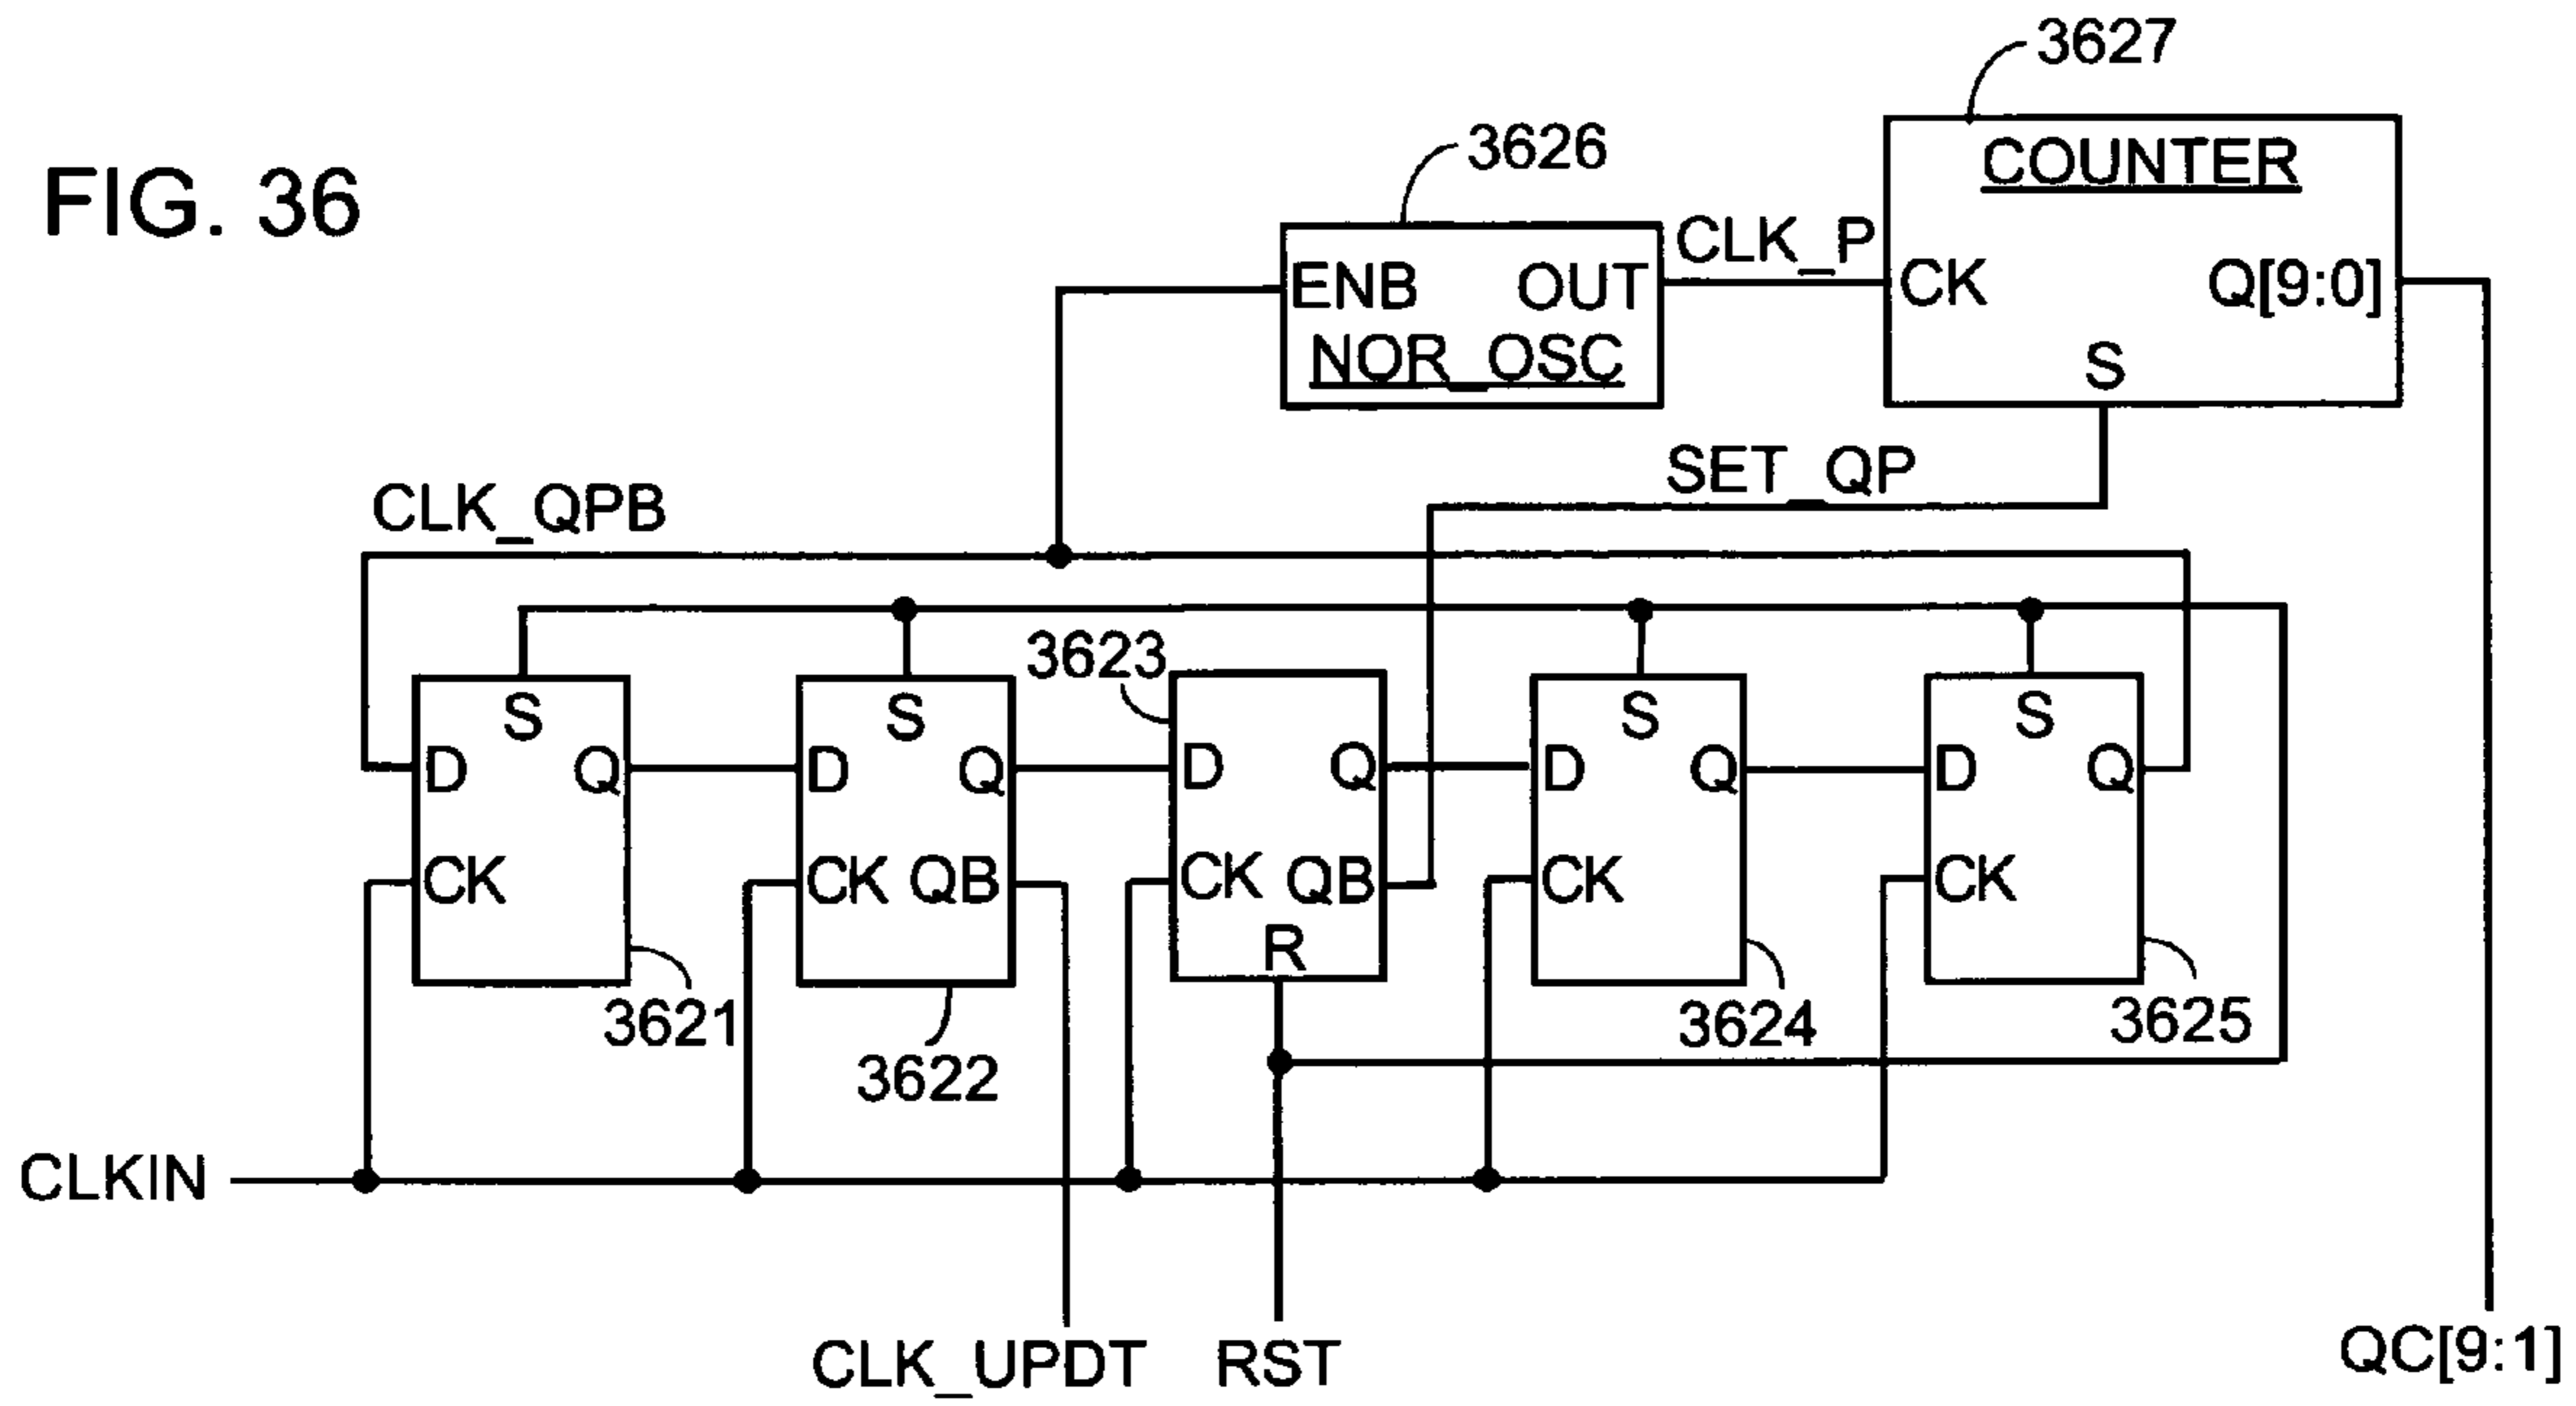 FIG. 36
3627
3626
COUNTER
CK
Q[9:0]
S
CLK_P
ENB OUT
NOR_OSC
SET_QP
CLK_QPB
3623
S
D Q
CK
3621
S
D Q
CK QB
3622
D Q
CK QB
R
S
D Q
CK
3624
S
D Q
CK
3625
CLKIN
CLK_UPDT
RST
QC[9:1]